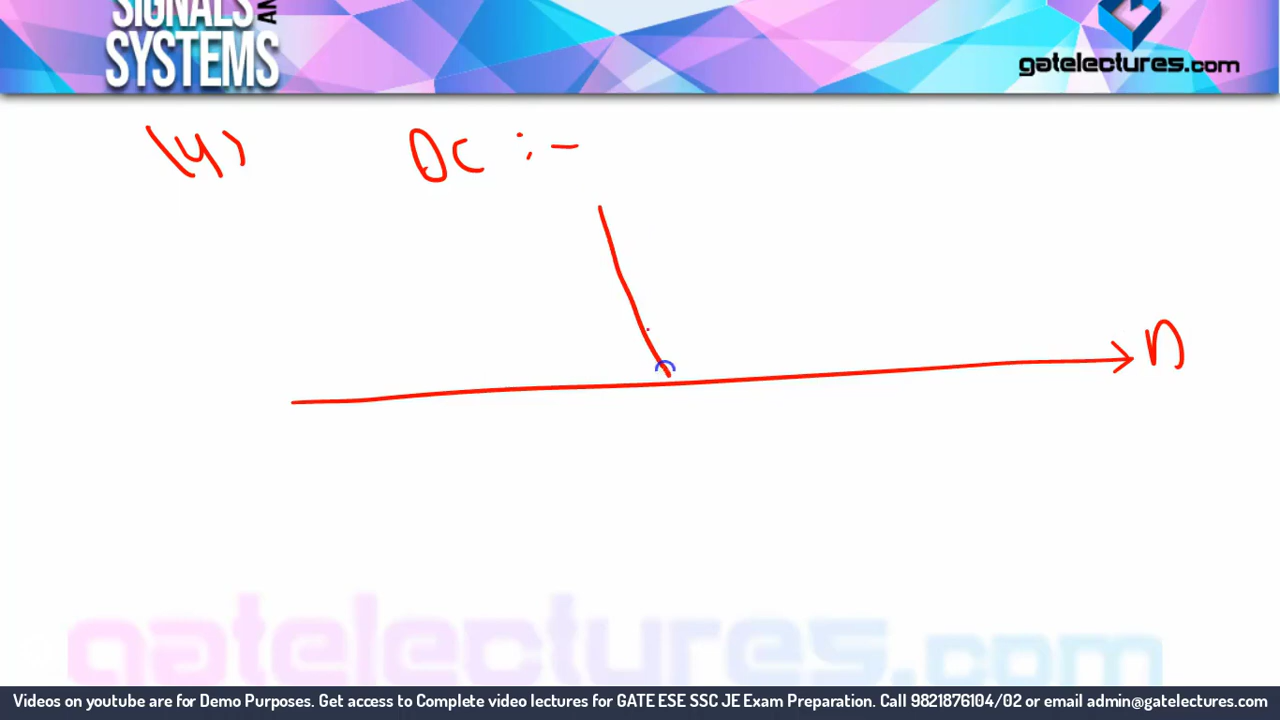 SIGNALS AND
SYSTEMS
gatelectures.com
(4) DC :-
n
gatelectures.com
Videos on youtube are for Demo Purposes. Get access to Complete video lectures for GATE ESE SSC JE Exam Preparation. Call 9821876104/02 or email admin@gatelectures.com